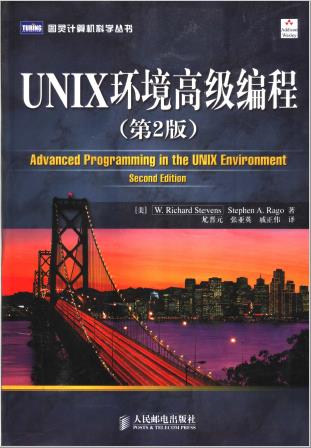 TURING 图灵计算机科学丛书
Addison
Wesley
UNIX环境高级编程
（第2版）
Advanced Programming in the UNIX Environment
Second Edition
[美] W. Richard Stevens Stephen A. Rago 著
尤晋元 张亚英 戚正伟 译
人民邮电出版社
POSTS & TELECOM PRESS